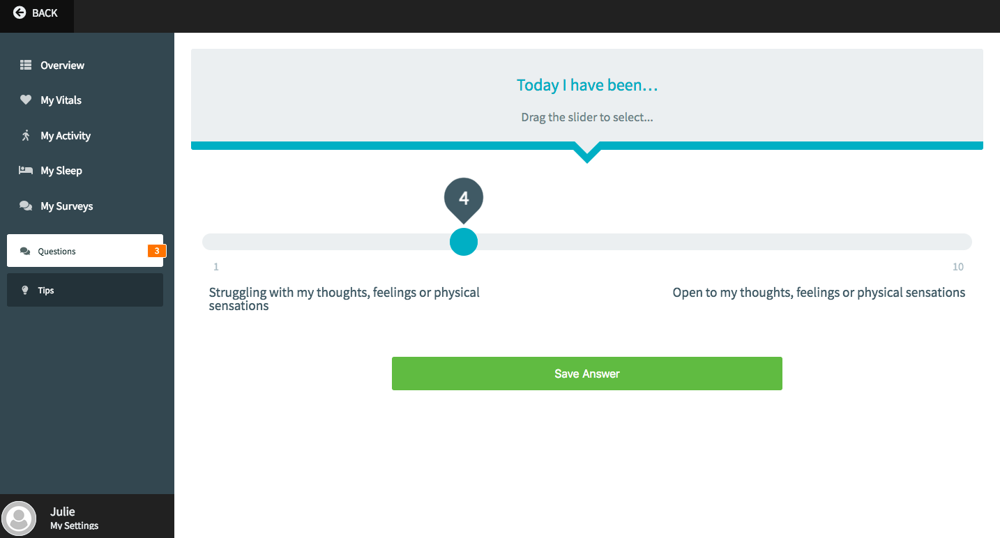 BACK
Overview
My Vitals
My Activity
My Sleep
My Surveys
Questions
3
Tips
Julie
My Settings
Today I have been…
Drag the slider to select...
4
1
10
Struggling with my thoughts, feelings or physical
sensations
Open to my thoughts, feelings or physical sensations
Save Answer